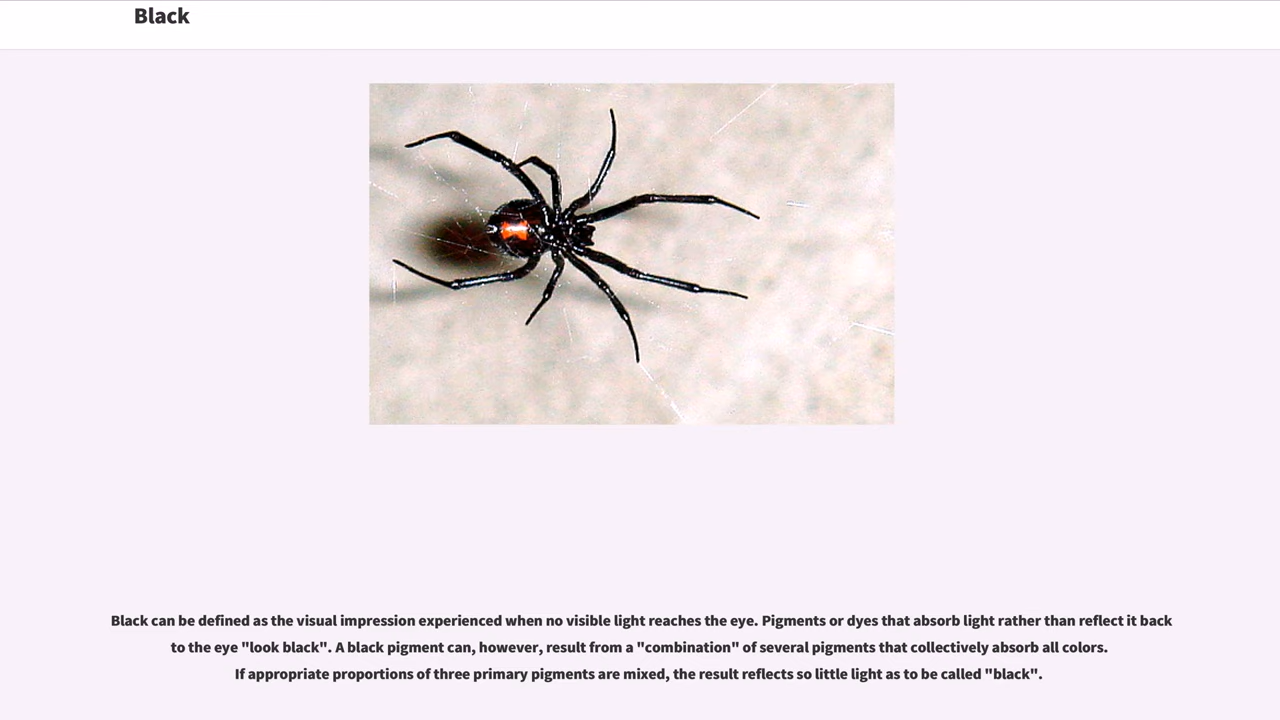 Black
Black can be defined as the visual impression experienced when no visible light reaches the eye. Pigments or dyes that absorb light rather than reflect it back
to the eye "look black". A black pigment can, however, result from a "combination" of several pigments that collectively absorb all colors.
If appropriate proportions of three primary pigments are mixed, the result reflects so little light as to be called "black".